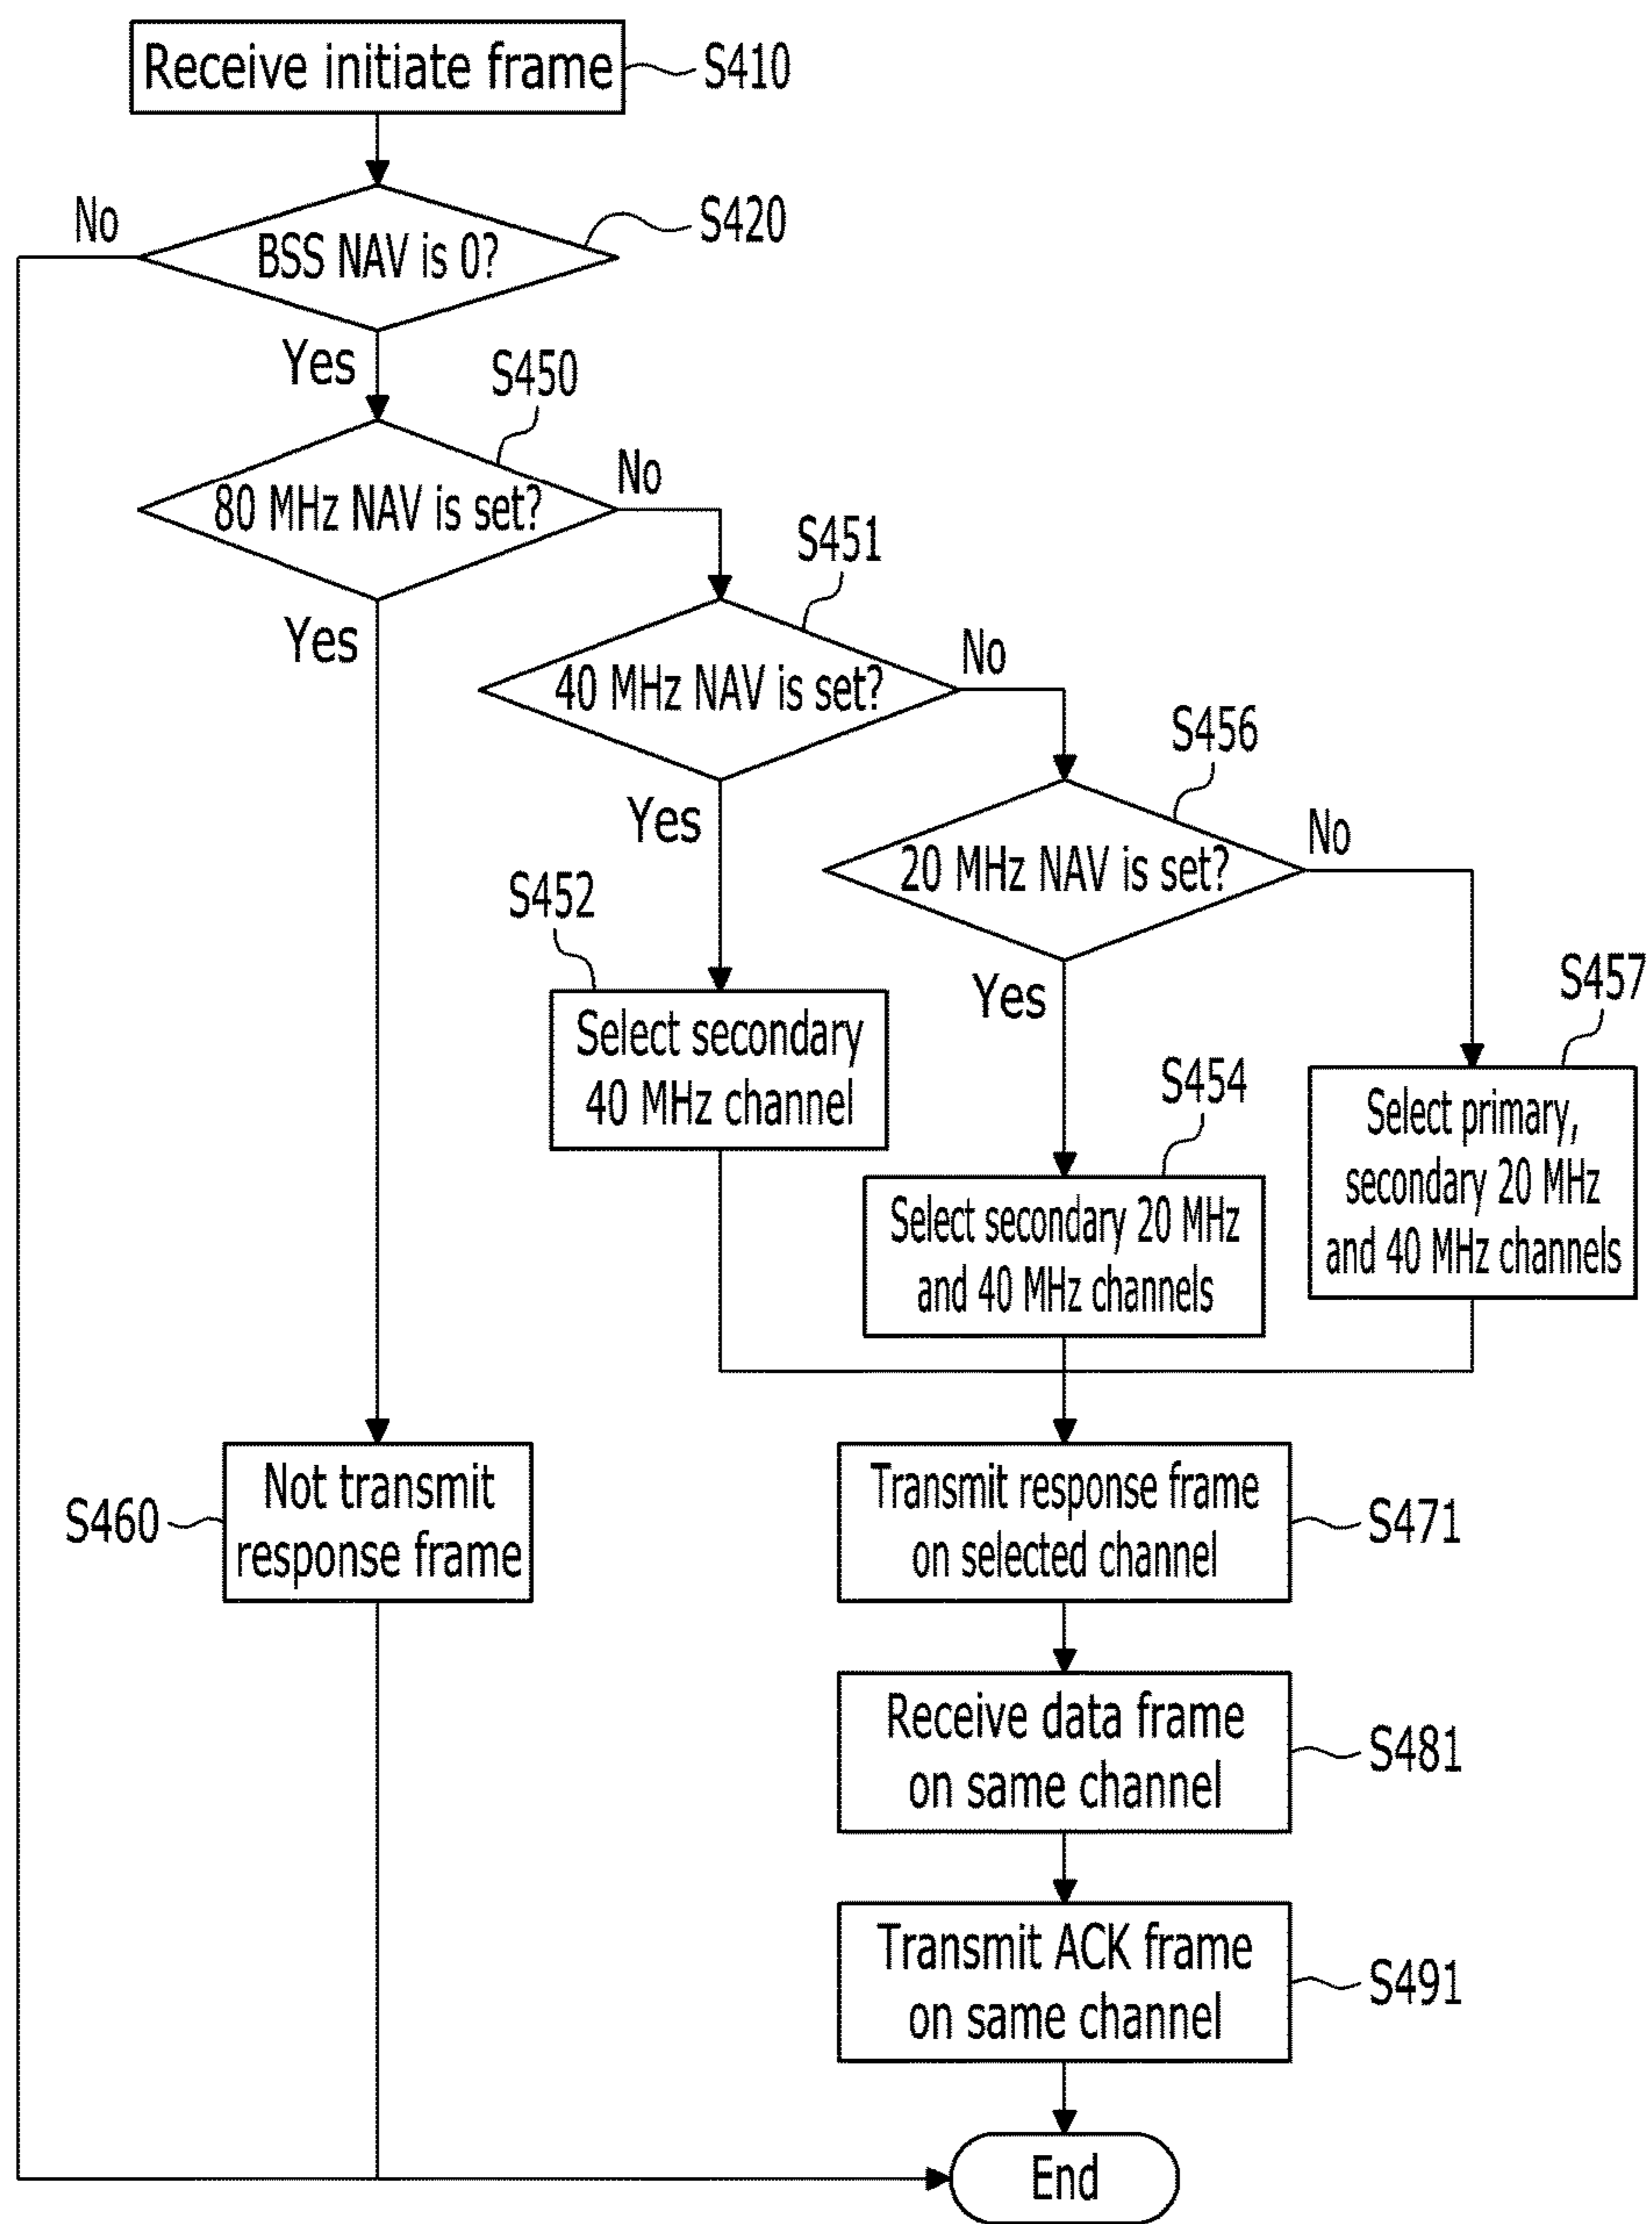 Receive initiate frame
S410
No
BSS NAV is 0?
S420
Yes
S450
80 MHz NAV is set?
No
S451
Yes
40 MHz NAV is set?
No
S456
Yes
20 MHz NAV is set?
No
S452
Select secondary
40 MHz channel
Yes
S457
Select primary,
secondary 20 MHz
and 40 MHz channels
S454
Select secondary 20 MHz
and 40 MHz channels
S460
Not transmit
response frame
Transmit response frame
on selected channel
S471
Receive data frame
on same channel
S481
Transmit ACK frame
on same channel
S491
End